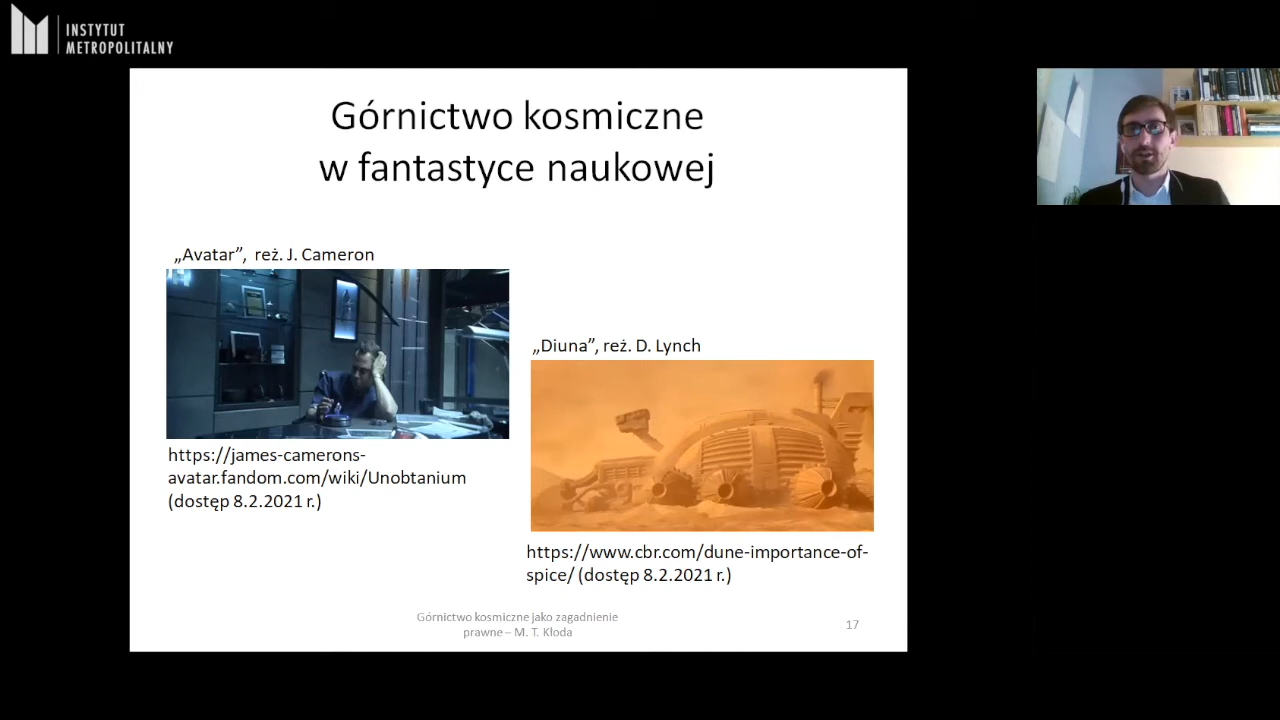 INSTYTUT
METROPOLITALNY
Górnictwo kosmiczne
w fantastyce naukowej
„Avatar”, reż. J. Cameron
https://james-camerons-
avatar.fandom.com/wiki/Unobtanium
(dostęp 8.2.2021 r.)
„Diuna”, reż. D. Lynch
https://www.cbr.com/dune-importance-of-
spice/ (dostęp 8.2.2021 r.)
Górnictwo kosmiczne jako zagadnienie
prawne – M. T. Kłoda
17